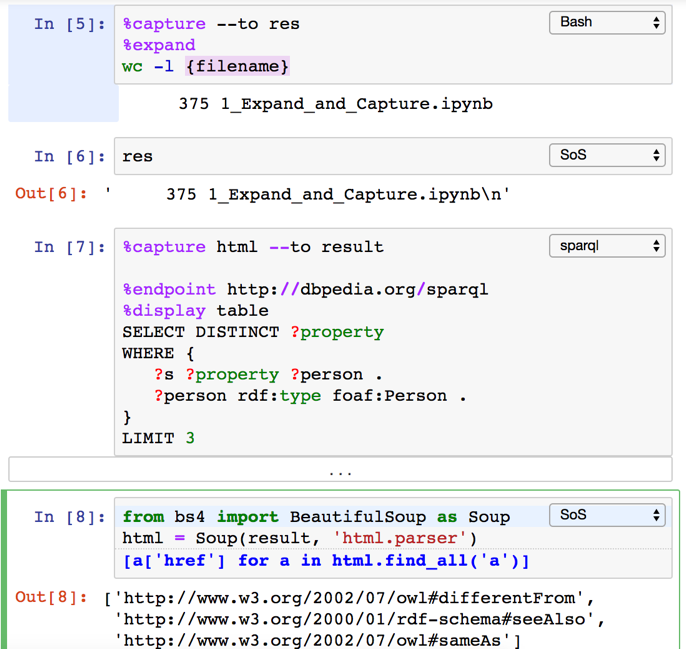 In [5]: %capture --to res Bash
%expand
wc -l {filename}
375 1_Expand_and_Capture.ipynb
In [6]: res SoS
Out[6]: '     375 1_Expand_and_Capture.ipynb\n'
In [7]: %capture html --to result sparql
%endpoint http://dbpedia.org/sparql
%display table
SELECT DISTINCT ?property
WHERE {
?s ?property ?person .
?person rdf:type foaf:Person .
}
LIMIT 3
...
In [8]: from bs4 import BeautifulSoup as Soup SoS
html = Soup(result, 'html.parser')
[a['href'] for a in html.find_all('a')]
Out[8]: ['http://www.w3.org/2002/07/owl#differentFrom',
'http://www.w3.org/2000/01/rdf-schema#seeAlso',
'http://www.w3.org/2002/07/owl#sameAs']